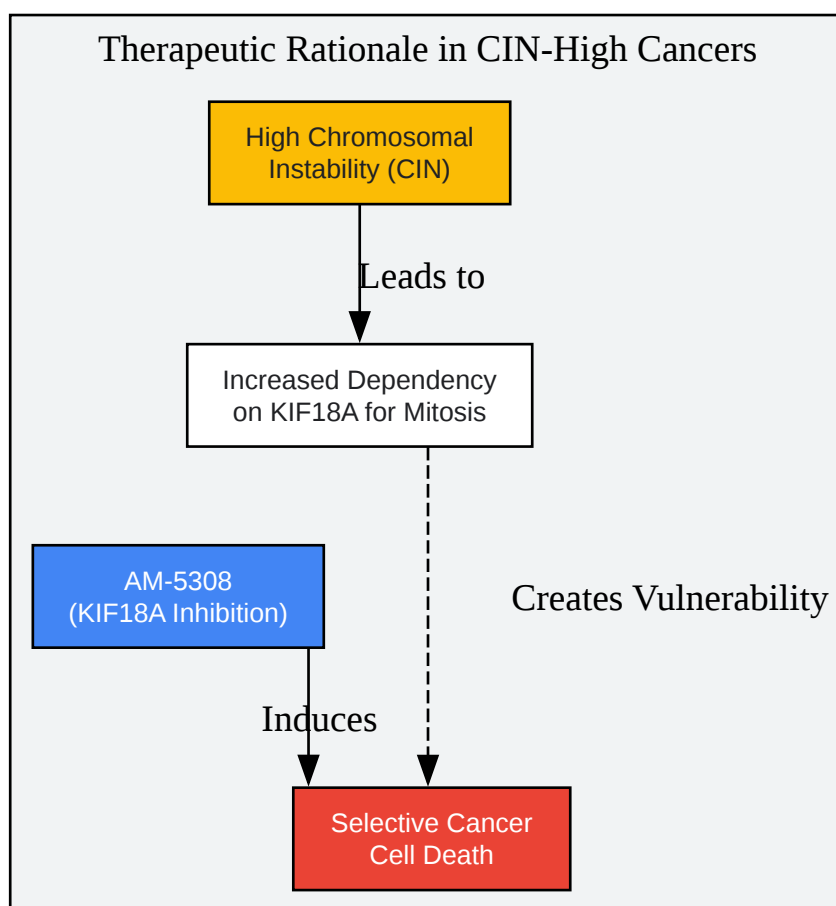 Therapeutic Rationale in CIN-High Cancers
High Chromosomal
Instability (CIN)
Leads to
Increased Dependency
on KIF18A for Mitosis
AM-5308
(KIF18A Inhibition)
Creates Vulnerability
Induces
Selective Cancer
Cell Death